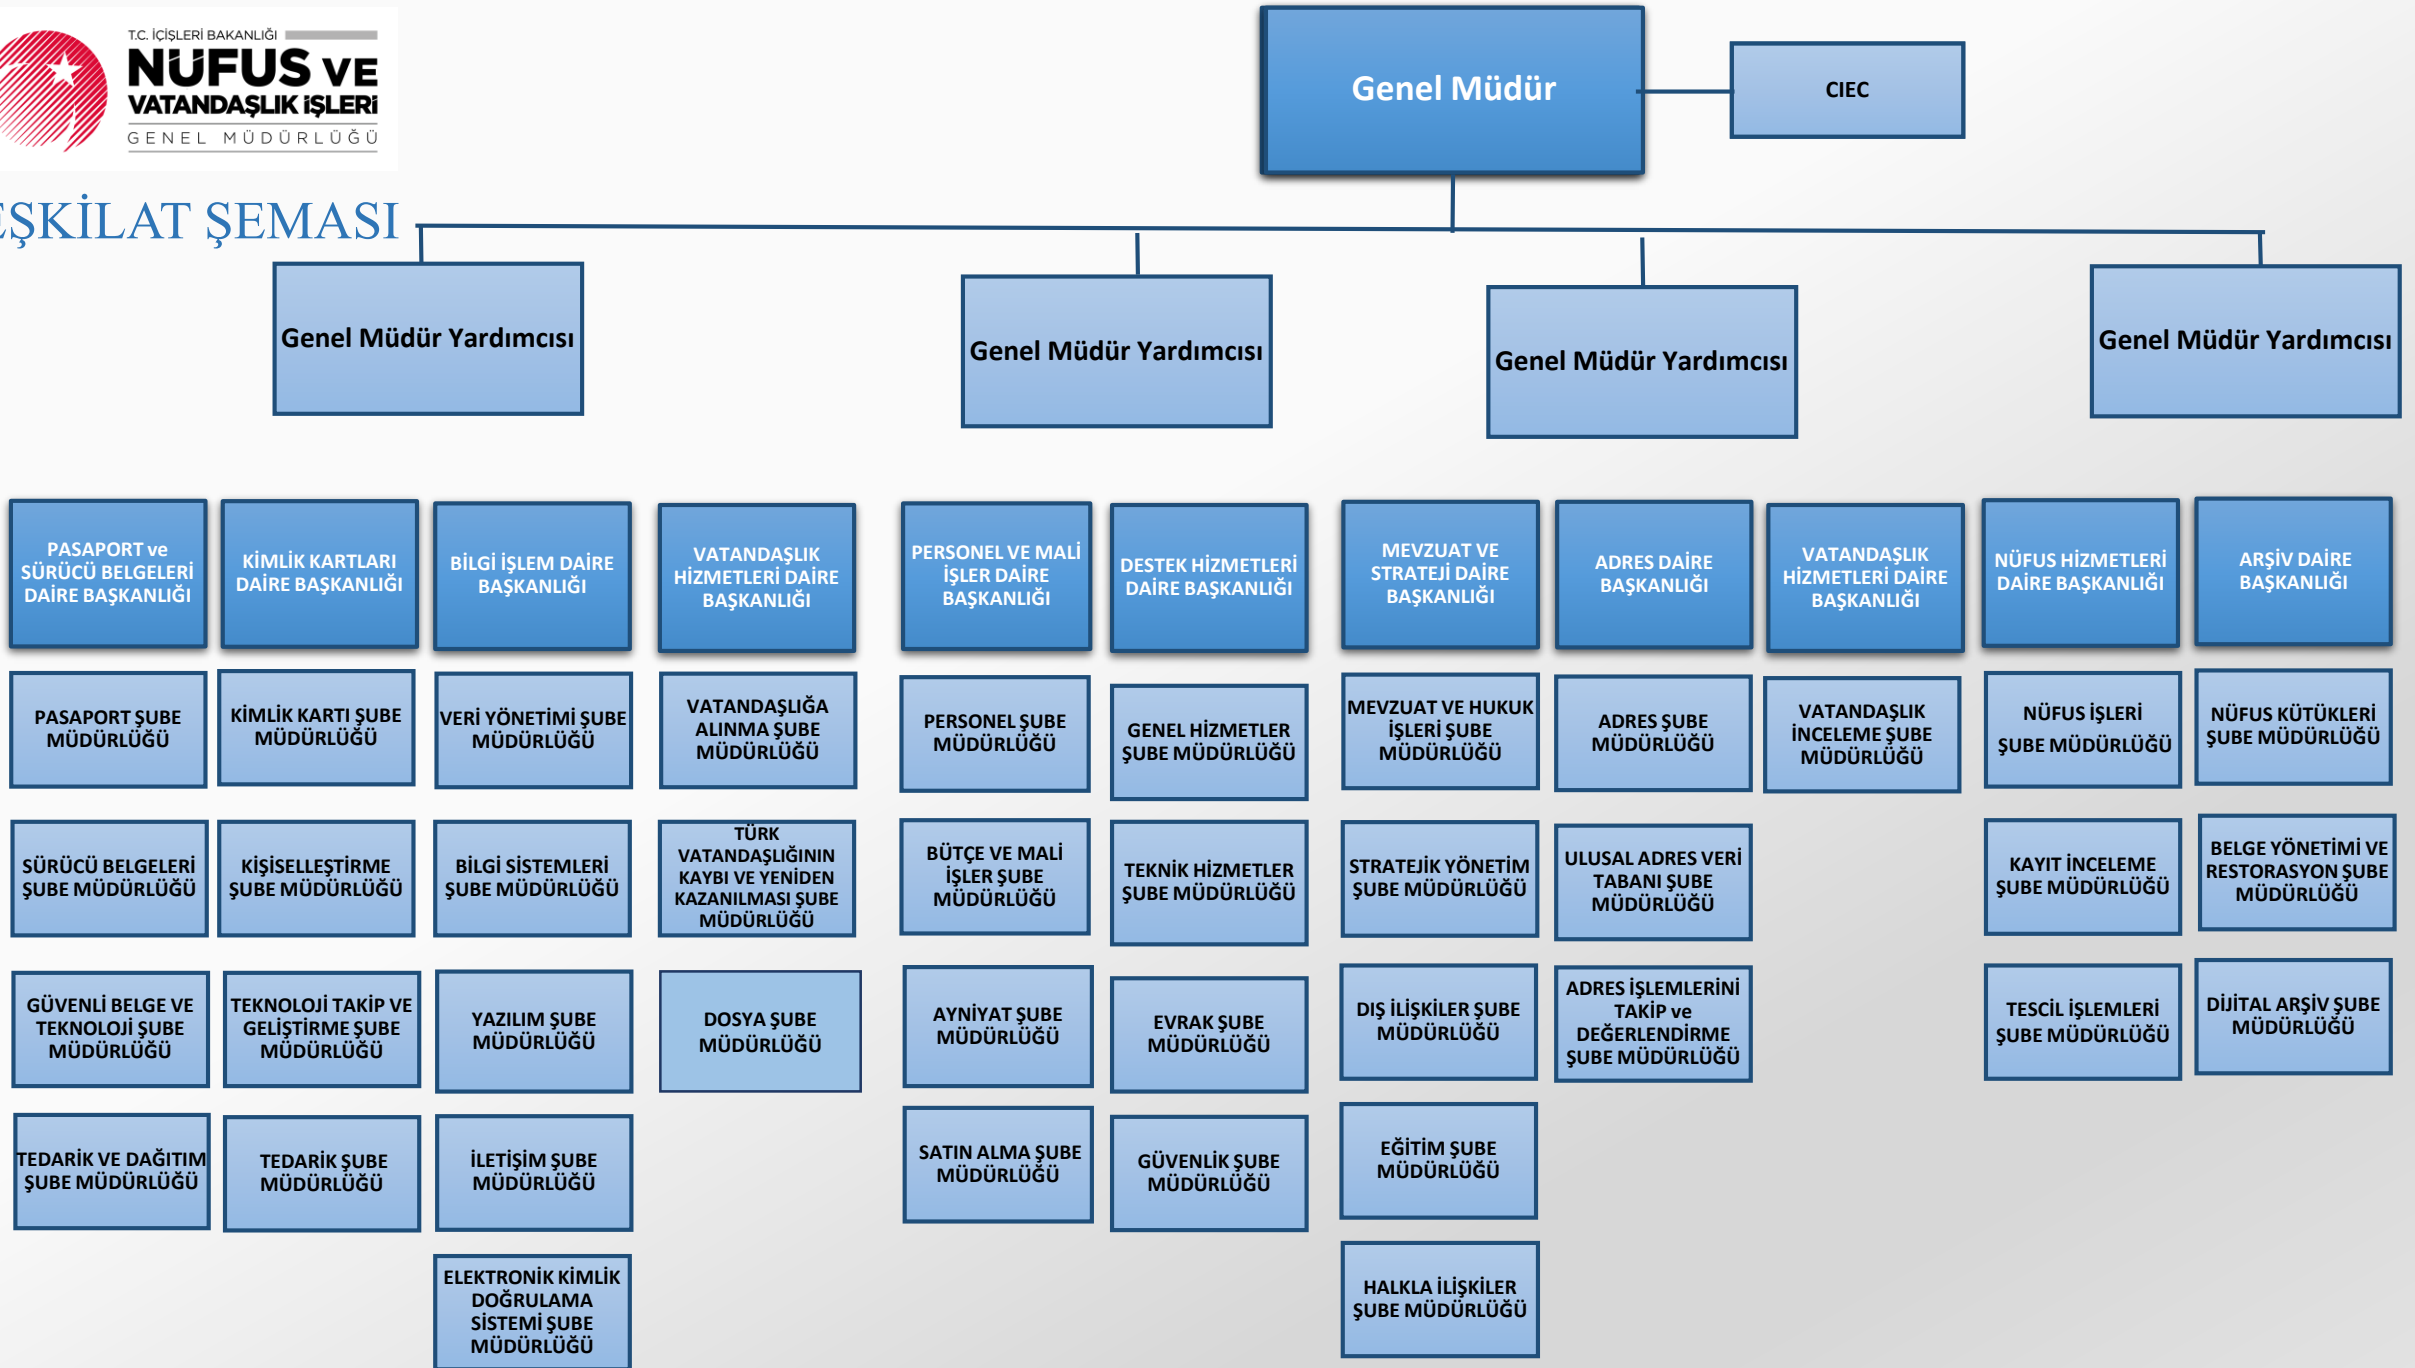 T.C. İÇİŞLERİ BAKANLIĞI
NÜFUS VE
VATANDAŞLIK İŞLERİ
GENEL MÜDÜRLÜĞÜ
EŞKİLAT ŞEMASI
Genel Müdür
CIEC
Genel Müdür Yardımcısı
Genel Müdür Yardımcısı
Genel Müdür Yardımcısı
Genel Müdür Yardımcısı
PASAPORT ve
SÜRÜCÜ BELGELERİ
DAİRE BAŞKANLIĞI
KİMLİK KARTLARI
DAİRE BAŞKANLIĞI
BİLGİ İŞLEM DAİRE
BAŞKANLIĞI
VATANDAŞLIK
HİZMETLERİ DAİRE
BAŞKANLIĞI
PERSONEL VE MALİ
İŞLER DAİRE
BAŞKANLIĞI
DESTEK HİZMETLERİ
DAİRE BAŞKANLIĞI
MEVZUAT VE
STRATEJİ DAİRE
BAŞKANLIĞI
ADRES DAİRE
BAŞKANLIĞI
VATANDAŞLIK
HİZMETLERİ DAİRE
BAŞKANLIĞI
NÜFUS HİZMETLERİ
DAİRE BAŞKANLIĞI
ARŞİV DAİRE
BAŞKANLIĞI
PASAPORT ŞUBE
MÜDÜRLÜĞÜ
KİMLİK KARTI ŞUBE
MÜDÜRLÜĞÜ
VERİ YÖNETİMİ ŞUBE
MÜDÜRLÜĞÜ
VATANDAŞLIĞA
ALINMA ŞUBE
MÜDÜRLÜĞÜ
PERSONEL ŞUBE
MÜDÜRLÜĞÜ
GENEL HİZMETLER
ŞUBE MÜDÜRLÜĞÜ
MEVZUAT VE HUKUK
İŞLERİ ŞUBE
MÜDÜRLÜĞÜ
ADRES ŞUBE
MÜDÜRLÜĞÜ
VATANDAŞLIK
İNCELEME ŞUBE
MÜDÜRLÜĞÜ
NÜFUS İŞLERİ
ŞUBE MÜDÜRLÜĞÜ
NÜFUS KÜTÜKLERİ
ŞUBE MÜDÜRLÜĞÜ
SÜRÜCÜ BELGELERİ
ŞUBE MÜDÜRLÜĞÜ
KİŞİSELLEŞTİRME
ŞUBE MÜDÜRLÜĞÜ
BİLGİ SİSTEMLERİ
ŞUBE MÜDÜRLÜĞÜ
TÜRK
VATANDAŞLIĞININ
KAYBI VE YENİDEN
KAZANILMASI ŞUBE
MÜDÜRLÜĞÜ
BÜTÇE VE MALİ
İŞLER ŞUBE
MÜDÜRLÜĞÜ
TEKNİK HİZMETLER
ŞUBE MÜDÜRLÜĞÜ
STRATEJİK YÖNETİM
ŞUBE MÜDÜRLÜĞÜ
ULUSAL ADRES VERİ
TABANI ŞUBE
MÜDÜRLÜĞÜ
KAYIT İNCELEME
ŞUBE MÜDÜRLÜĞÜ
BELGE YÖNETİMİ VE
RESTORASYON ŞUBE
MÜDÜRLÜĞÜ
GÜVENLİ BELGE VE
TEKNOLOJİ ŞUBE
MÜDÜRLÜĞÜ
TEKNOLOJİ TAKİP VE
GELİŞTİRME ŞUBE
MÜDÜRLÜĞÜ
YAZILIM ŞUBE
MÜDÜRLÜĞÜ
DOSYA ŞUBE
MÜDÜRLÜĞÜ
AYNİYAT ŞUBE
MÜDÜRLÜĞÜ
EVRAK ŞUBE
MÜDÜRLÜĞÜ
DIŞ İLİŞKİLER ŞUBE
MÜDÜRLÜĞÜ
ADRES İŞLEMLERİNİ
TAKİP ve
DEĞERLENDİRME
ŞUBE MÜDÜRLÜĞÜ
TESCİL İŞLEMLERİ
ŞUBE MÜDÜRLÜĞÜ
DİJİTAL ARŞİV ŞUBE
MÜDÜRLÜĞÜ
TEDARİK VE DAĞITIM
ŞUBE MÜDÜRLÜĞÜ
TEDARİK ŞUBE
MÜDÜRLÜĞÜ
İLETİŞİM ŞUBE
MÜDÜRLÜĞÜ
SATIN ALMA ŞUBE
MÜDÜRLÜĞÜ
GÜVENLİK ŞUBE
MÜDÜRLÜĞÜ
EĞİTİM ŞUBE
MÜDÜRLÜĞÜ
ELEKTRONİK KİMLİK
DOĞRULAMA
SİSTEMİ ŞUBE
MÜDÜRLÜĞÜ
HALKLA İLİŞKİLER
ŞUBE MÜDÜRLÜĞÜ